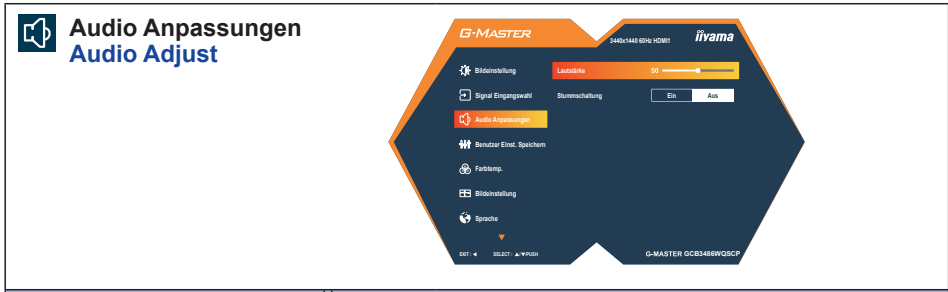 Audio Anpassungen
Audio Adjust
G-MASTER
3440x1440 60Hz HDMI1
iiyama
Bildeinstellung
Lautstärke
50
Signal Eingangswahl
Stummschaltung
Ein
Aus
Audio Anpassungen
Benutzer Einst. Speichern
Farbtemp.
Bildeinstellung
Sprache
EXIT : ◄
SELECT : ▲/▼/PUSH
G-MASTER GCB3486WQSCP